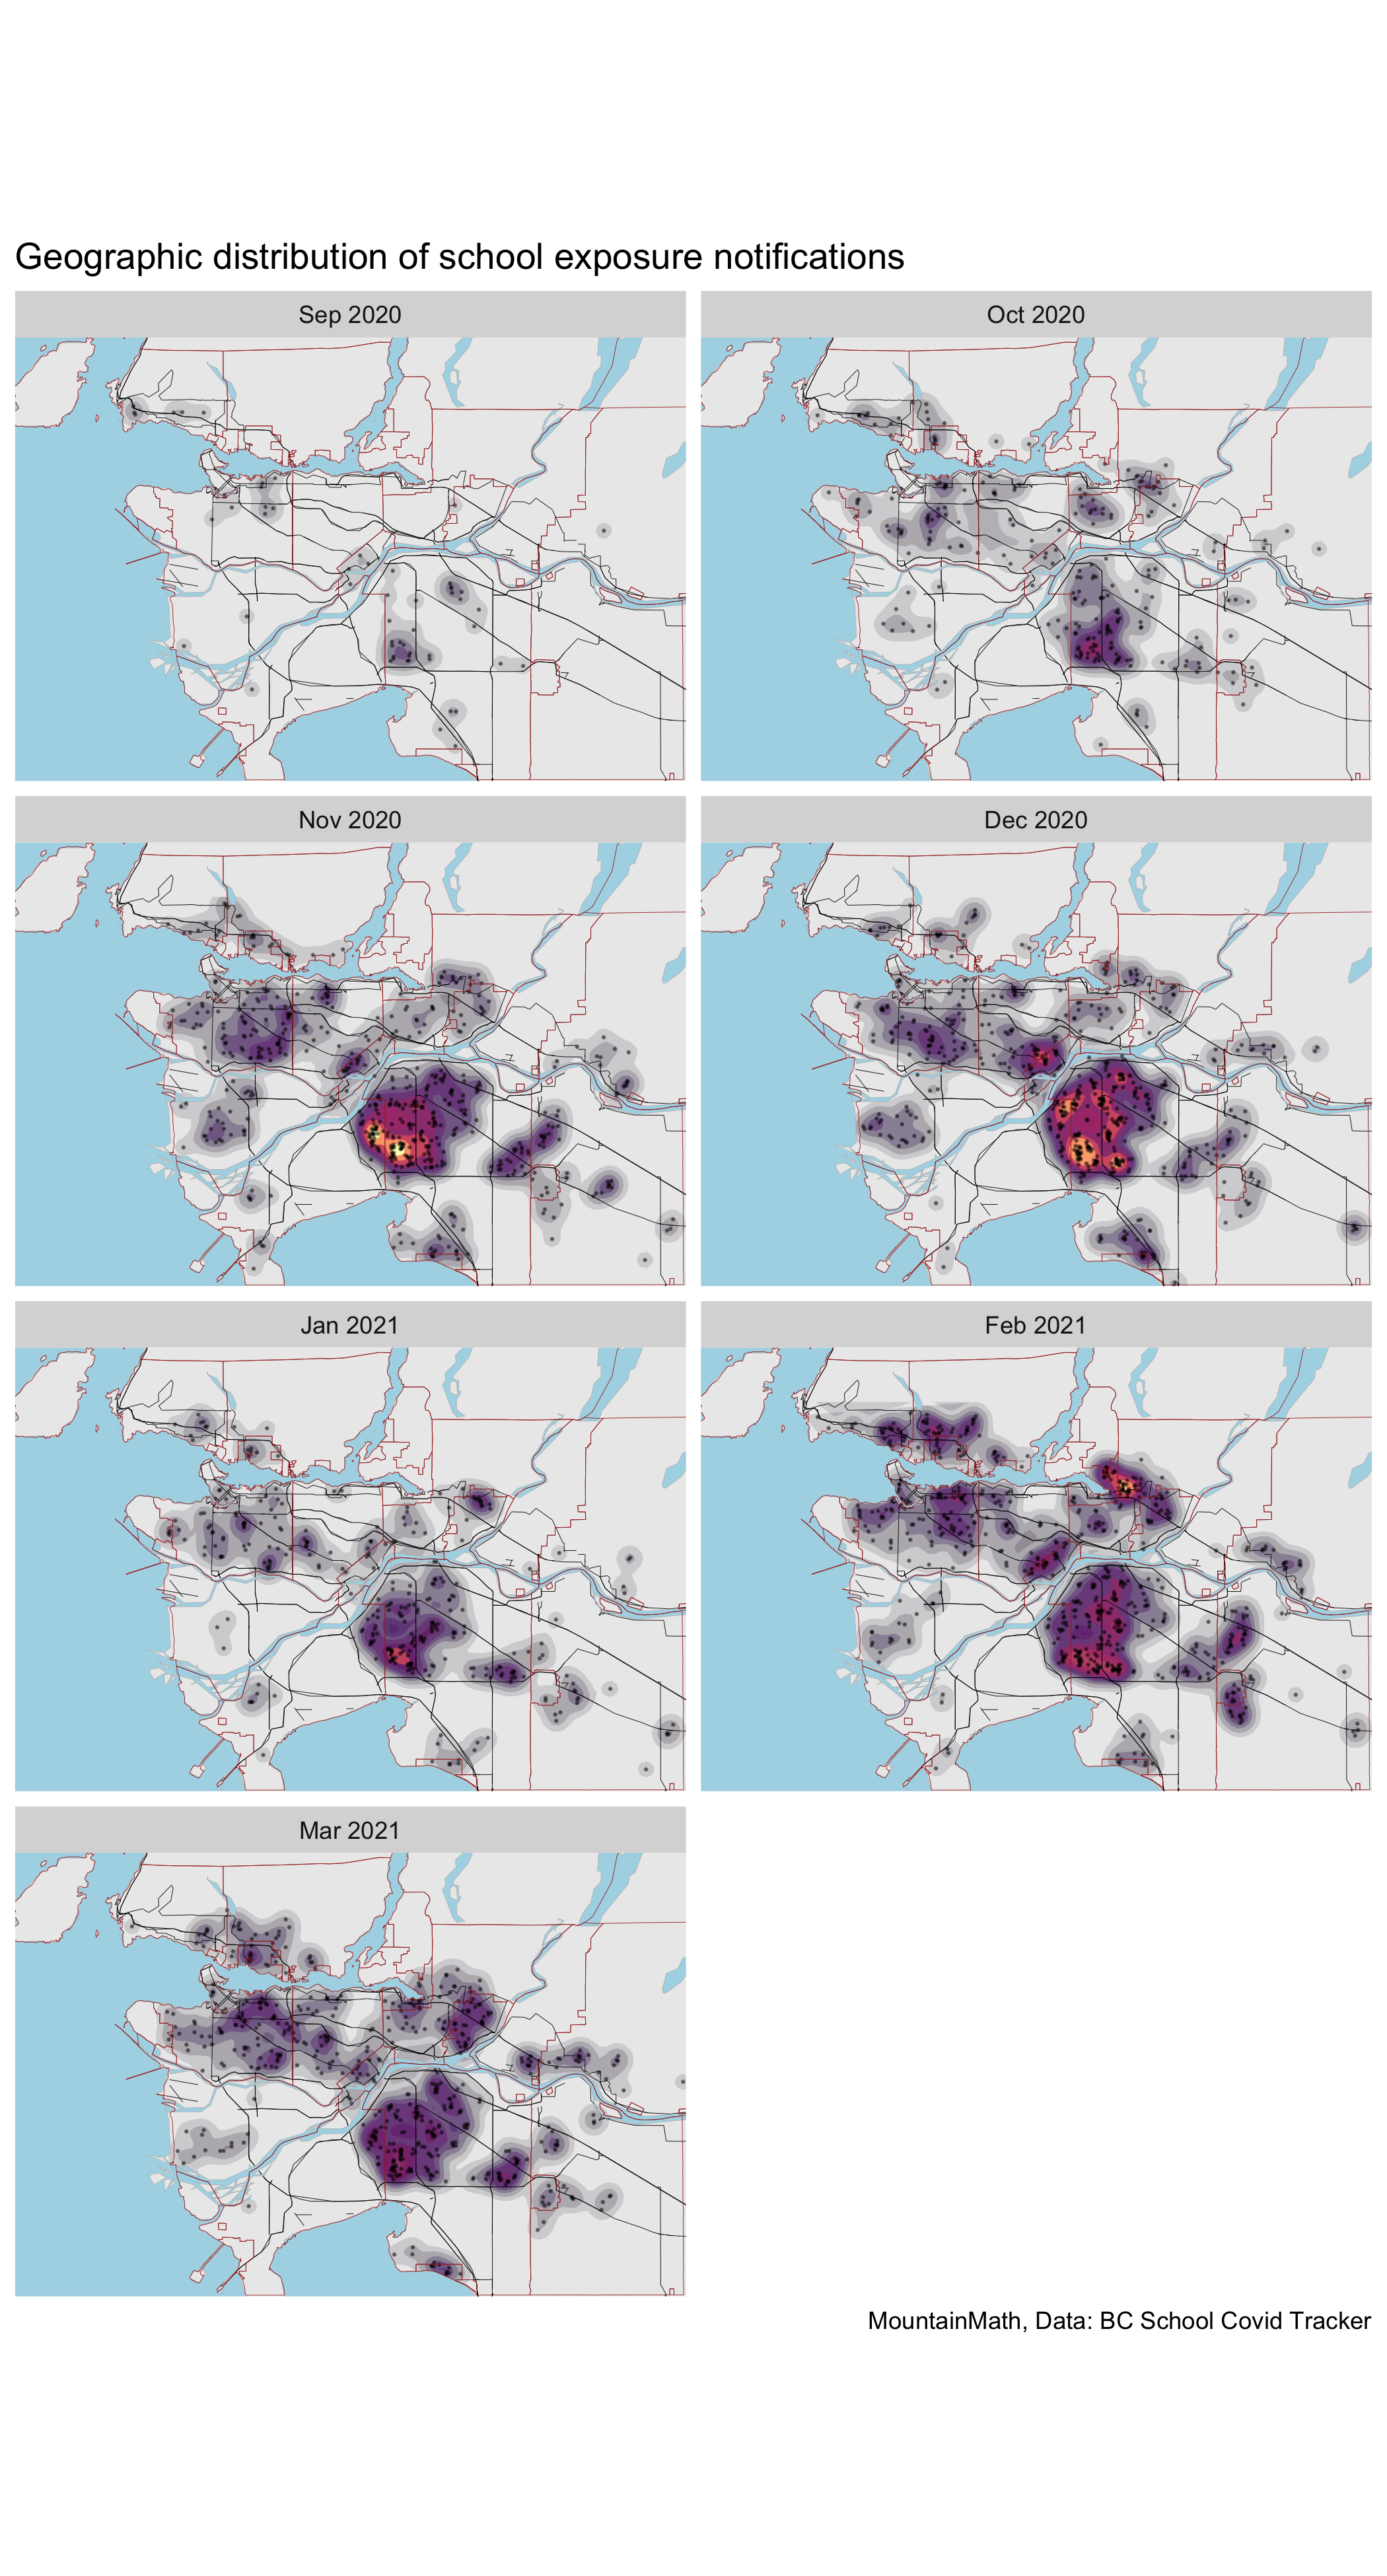 Geographic distribution of school exposure notifications
Sep 2020
Oct 2020
Nov 2020
Dec 2020
Jan 2021
Feb 2021
Mar 2021
MountainMath, Data: BC School Covid Tracker